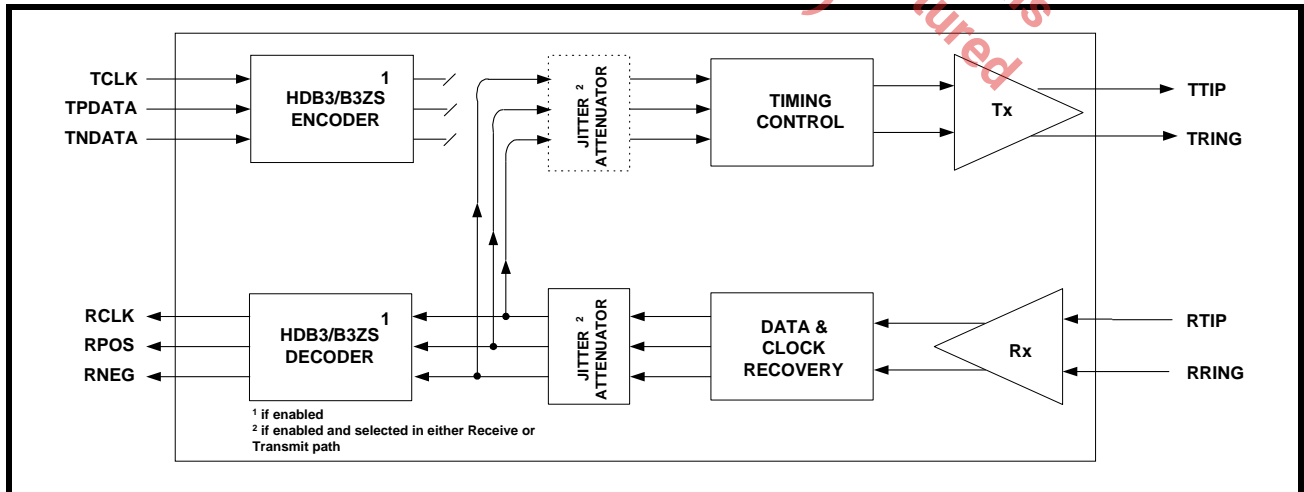 TCLK
TPDATA
TNDATA
HDB3/B3ZS 1
ENCODER
JITTER 2
ATTENUATOR
TIMING
CONTROL
Tx
TTIP
TRING
RCLK
RPOS
RNEG
HDB3/B3ZS 1
DECODER
JITTER 2
ATTENUATOR
DATA &
CLOCK
RECOVERY
Rx
RTIP
RRING
1 if enabled
2 if enabled and selected in either Receive or
Transmit path